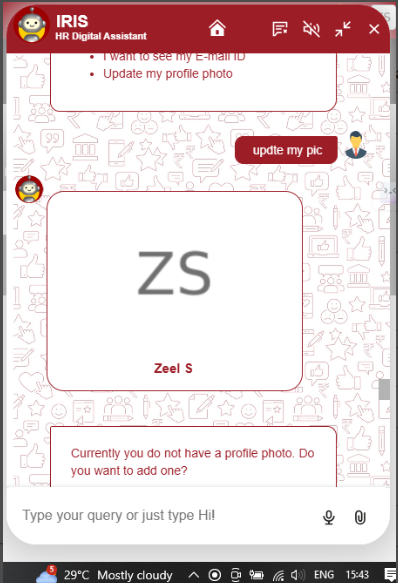 IRIS
HR Digital Assistant
I want to see my E-mail ID
Update my profile photo
updte my pic
ZS
Zeel S
Currently you do not have a profile photo. Do
you want to add one?
Type your query or just type Hi!
5
29°C Mostly cloudy ENG 15:43